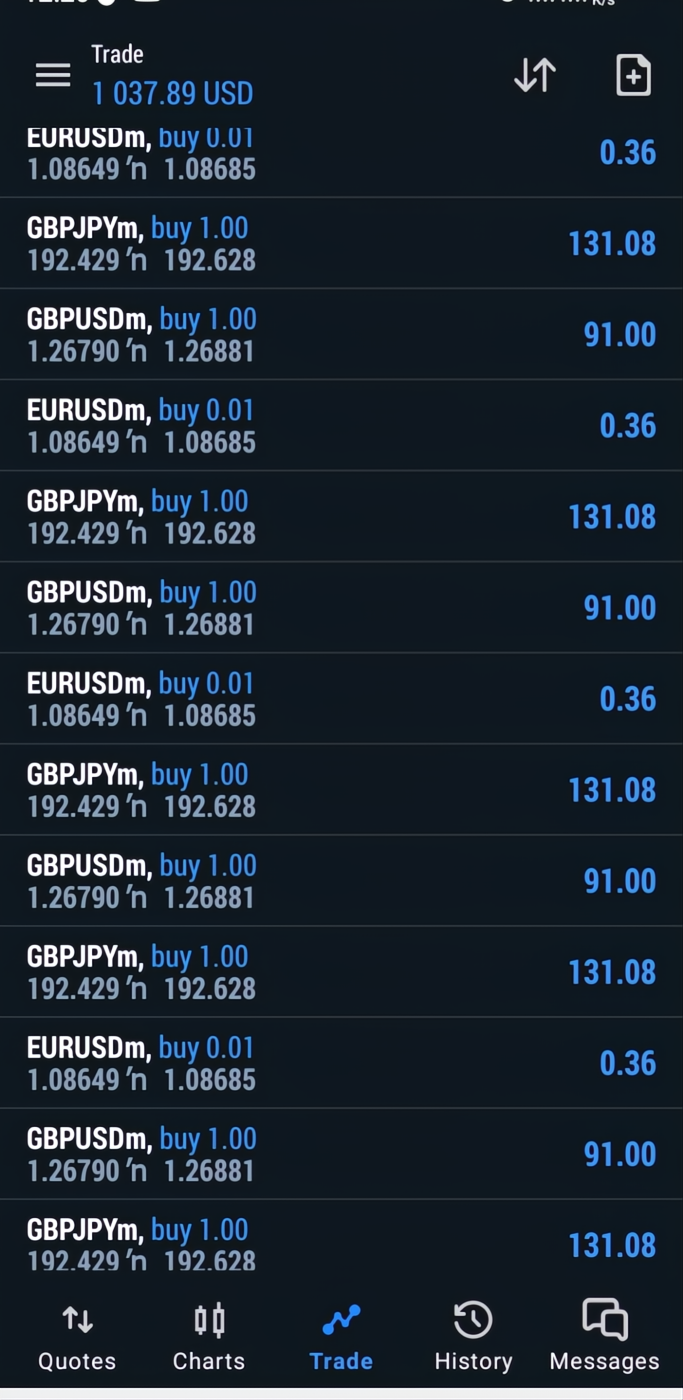 Trade
1 037.89 USD
EURUSDm, buy 0.01
1.08649 'n 1.08685
0.36
GBPJPYm, buy 1.00
192.429 'n 192.628
131.08
GBPUSDm, buy 1.00
1.26790 'n 1.26881
91.00
EURUSDm, buy 0.01
1.08649 'n 1.08685
0.36
GBPJPYm, buy 1.00
192.429 'n 192.628
131.08
GBPUSDm, buy 1.00
1.26790 'n 1.26881
91.00
EURUSDm, buy 0.01
1.08649 'n 1.08685
0.36
GBPJPYm, buy 1.00
192.429 'n 192.628
131.08
GBPUSDm, buy 1.00
1.26790 'n 1.26881
91.00
GBPJPYm, buy 1.00
192.429 'n 192.628
131.08
EURUSDm, buy 0.01
1.08649 'n 1.08685
0.36
GBPUSDm, buy 1.00
1.26790 'n 1.26881
91.00
GBPJPYm, buy 1.00
192.429 'n 192.628
131.08
Quotes Charts Trade History Messages